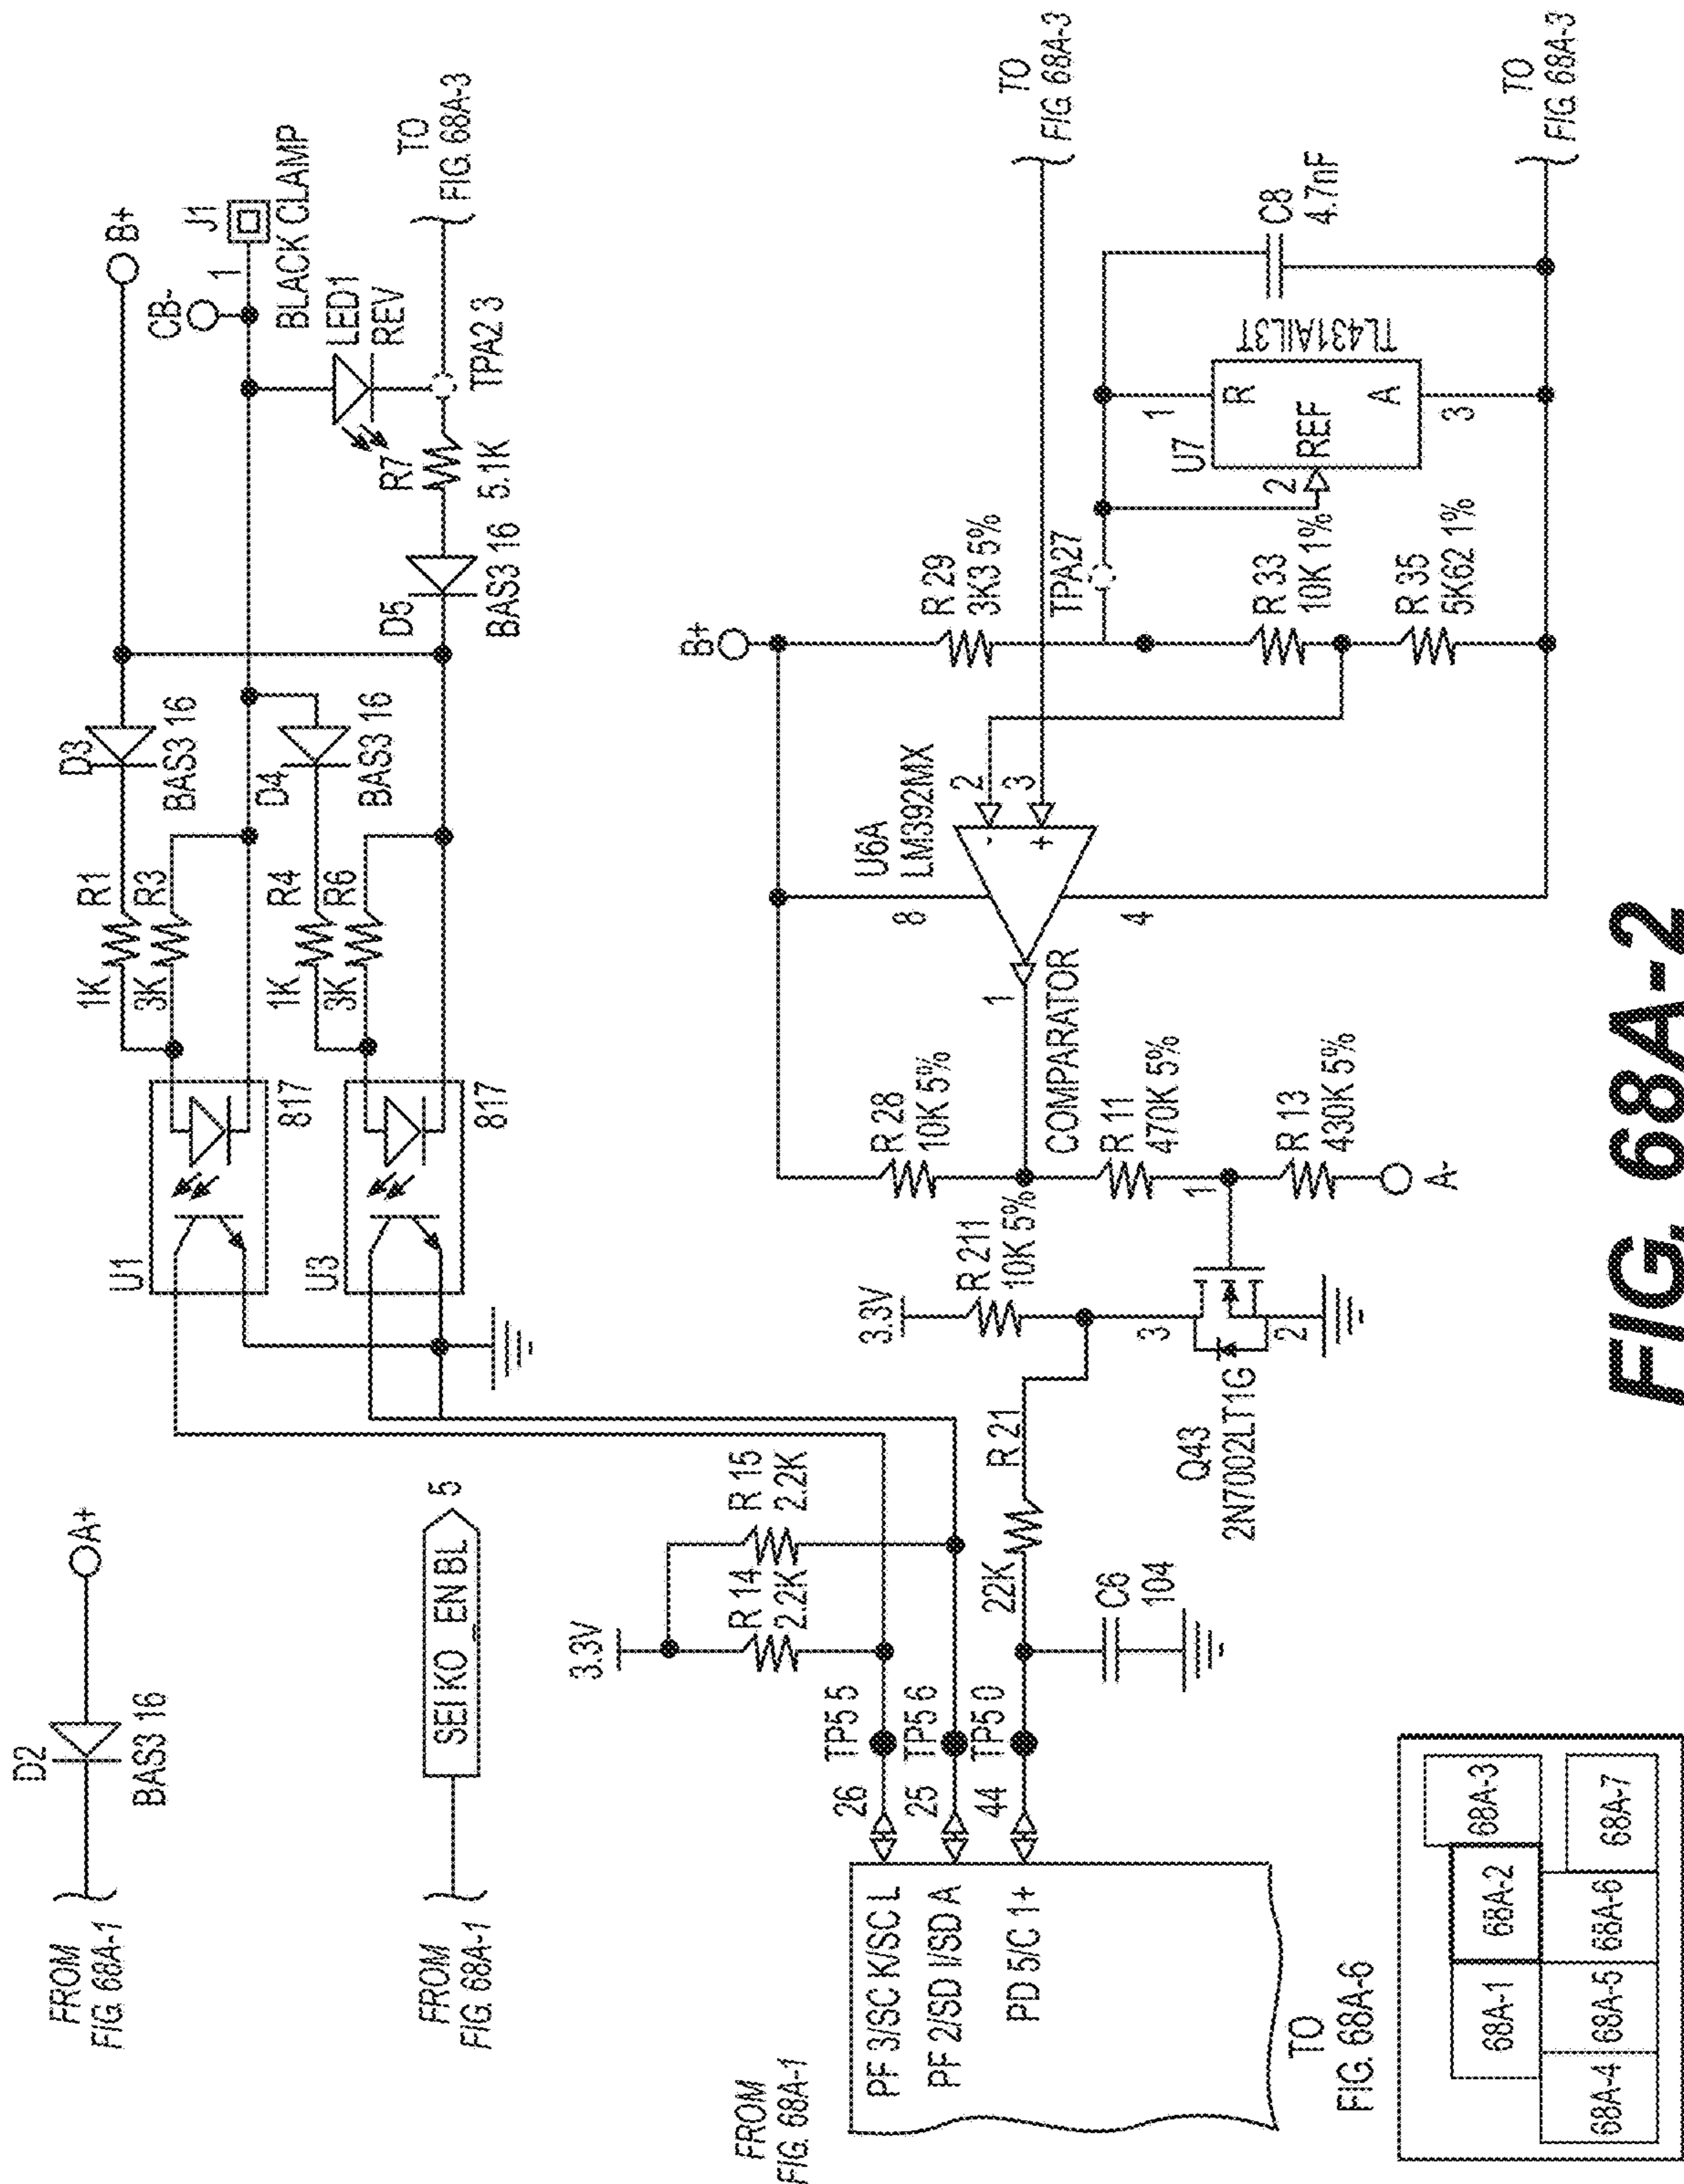 FROM
FIG. 68A-1
D2
BAS3 16
A+
FROM
FIG. 68A-1
SEI KO _EN BL
5
U1
817
1K
R1
3K
R3
D3
BAS3 16
B+
CB-
1
J1
BLACK CLAMP
U3
817
1K
R4
3K
R6
D4
BAS3 16
LED1
REV
D5
BAS3 16
R7
5.1K
TPA2 3
TO
FIG. 68A-3
FROM
FIG. 68A-1
3.3V
R 14
2.2K
R 15
2.2K
PF 3/SC K/SC L
26
TP5 5
PF 2/SD I/SD A
25
TP5 6
PD 5/C 1+
44
TP5 0
22K
R 21
C6
104
3.3V
R 211
10K 5%
3
2
1
Q43
2N7002LT1G
R 28
10K 5%
R 11
470K 5%
R 13
430K 5%
A-
1
COMPARATOR
8
4
U6A
LM392MX
-
+
2
3
B+
R 29
3K3 5%
TPA27
R 33
10K 1%
R 35
5K62 1%
U7
1
R
2
REF
A
3
TL431AIL3T
C8
4.7nF
TO
FIG. 68A-3
TO
FIG. 68A-3
TO
FIG. 68A-6
68A-1
68A-2
68A-3
68A-4
68A-5
68A-6
68A-7
FIG. 68A-2